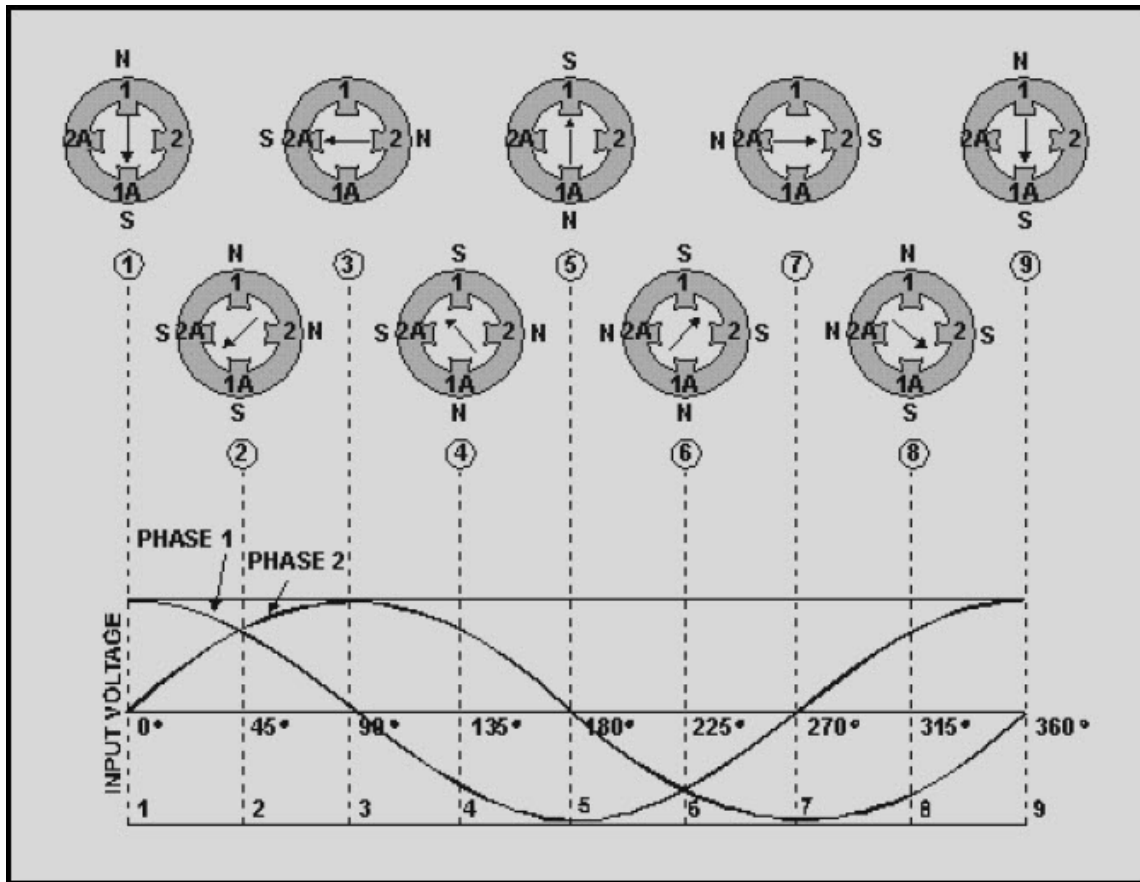 N N S N N
1 1 1 1 1
2A 2 S 2A 2 N 2A 2 N 2A 2 S 2A 2
1A 1A 1A 1A 1A
S N S
1 3 5 7 9
N S S N
1 1 1 1
S 2A 2 N S 2A 2 N N 2A 2 S N 2A 2 S
1A 1A 1A 1A
S N N S
2 4 6 8
PHASE 1
PHASE 2
INPUT VOLTAGE
0° 45° 90° 135° 180° 225° 270° 315° 360°
1 2 3 4 5 6 7 8 9